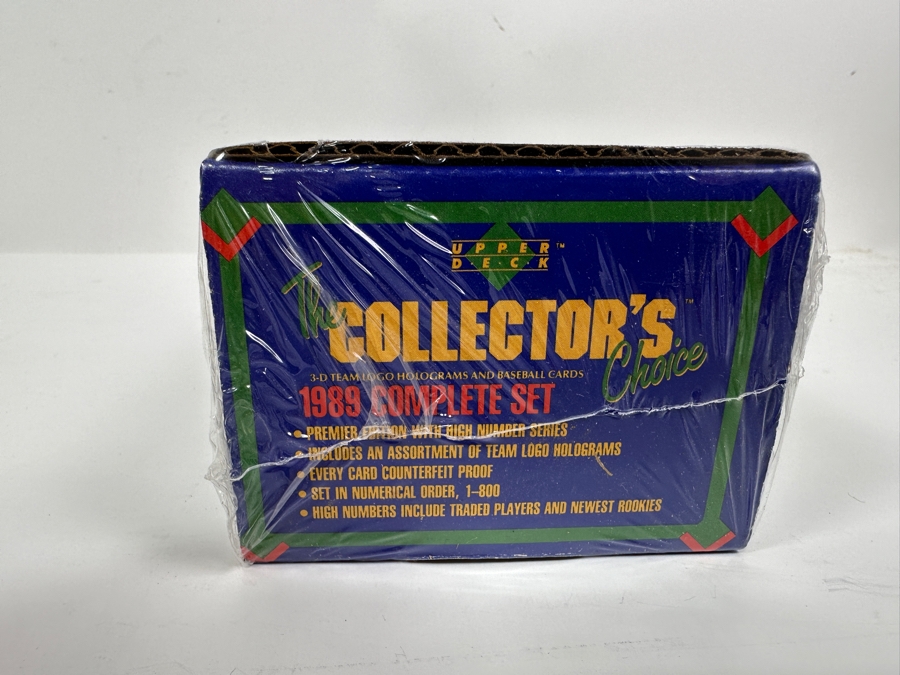 UPPER™
DECK
The
COLLECTOR'S™
Choice
3-D TEAM LOGO HOLOGRAMS AND BASEBALL CARDS
1989 COMPLETE SET
• PREMIER EDITION WITH HIGH NUMBER SERIES
• INCLUDES AN ASSORTMENT OF TEAM LOGO HOLOGRAMS
• EVERY CARD COUNTERFEIT PROOF
• SET IN NUMERICAL ORDER, 1–800
• HIGH NUMBERS INCLUDE TRADED PLAYERS AND NEWEST ROOKIES